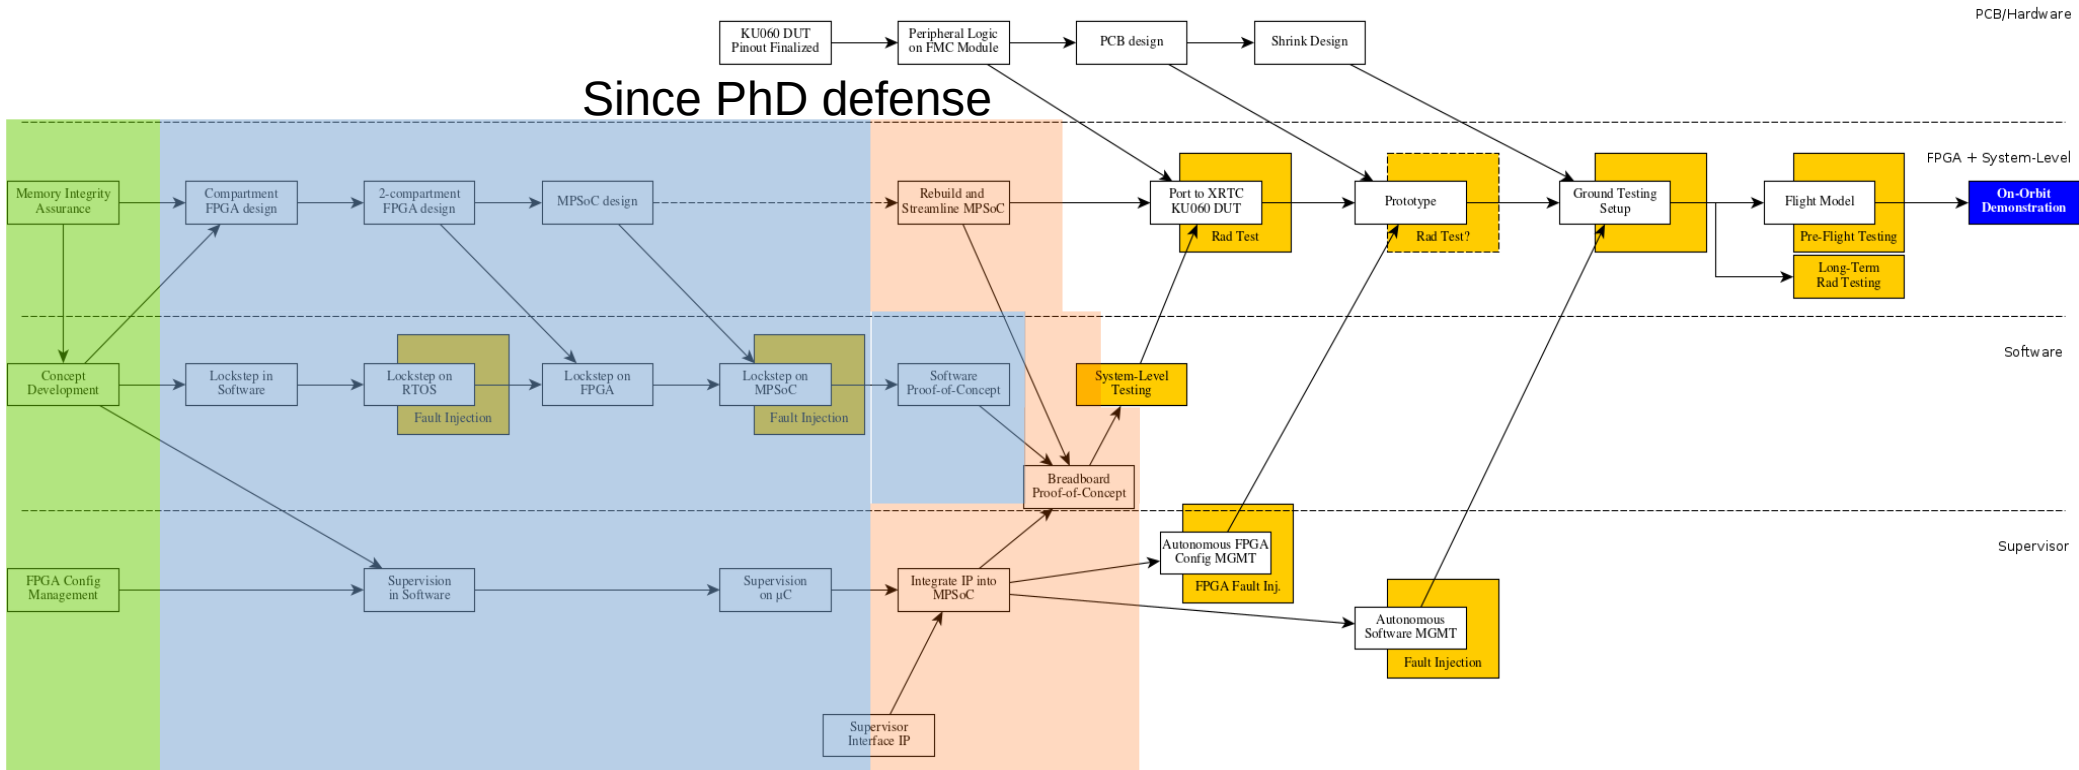 PCB/Hardware
KU060 DUT
Pinout Finalized
Peripheral Logic
on FMC Module
PCB design
Shrink Design
Since PhD defense
FPGA + System-Level
Memory Integrity
Assurance
Compartment
FPGA design
2-compartment
FPGA design
MPSoC design
Rebuild and
Streamline MPSoC
Port to XRTC
KU060 DUT
Rad Test
Prototype
Rad Test?
Ground Testing
Setup
Flight Model
Pre-Flight Testing
On-Orbit
Demonstration
Long-Term
Rad Testing
Software
Concept
Development
Lockstep in
Software
Lockstep on
RTOS
Fault Injection
Lockstep on
FPGA
Lockstep on
MPSoC
Fault Injection
Software
Proof-of-Concept
System-Level
Testing
Breadboard
Proof-of-Concept
Supervisor
FPGA Config
Management
Supervision
in Software
Supervision
on µC
Integrate IP into
MPSoC
Autonomous FPGA
Config MGMT
FPGA Fault Inj.
Autonomous
Software MGMT
Fault Injection
Supervisor
Interface IP